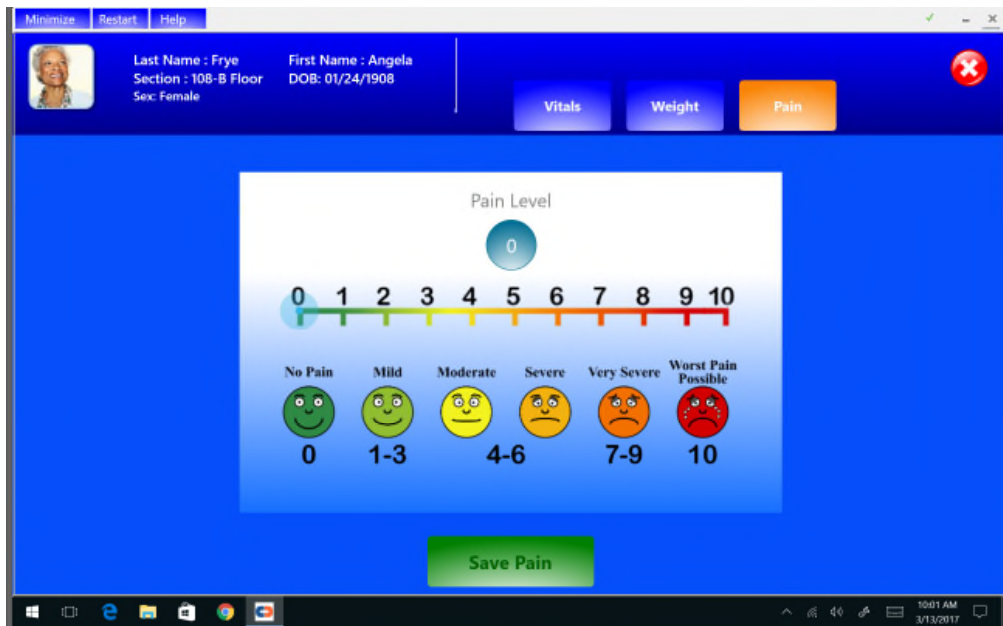 Minimize Restart Help
Last Name : Frye First Name : Angela
Section : 108-B Floor DOB: 01/24/1908
Sex: Female
Vitals Weight Pain
Pain Level
0
0 1 2 3 4 5 6 7 8 9 10
No Pain Mild Moderate Severe Very Severe Worst Pain
Possible
0 1-3 4-6 7-9 10
Save Pain
10:01 AM
3/13/2017